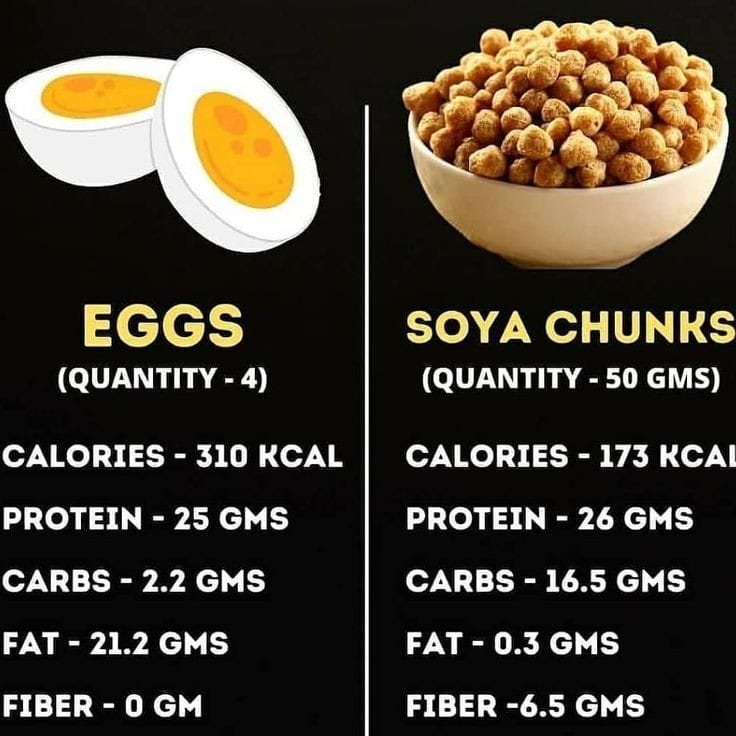 EGGS
(QUANTITY - 4)
CALORIES - 310 KCAL
PROTEIN - 25 GMS
CARBS - 2.2 GMS
FAT - 21.2 GMS
FIBER - 0 GM
SOYA CHUNKS
(QUANTITY - 50 GMS)
CALORIES - 173 KCAL
PROTEIN - 26 GMS
CARBS - 16.5 GMS
FAT - 0.3 GMS
FIBER -6.5 GMS